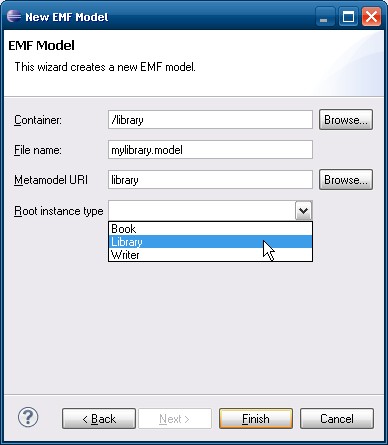 New EMF Model
EMF Model
This wizard creates a new EMF model.
Container:
/library
Browse...
File name:
mylibrary.model
Metamodel URI
library
Browse...
Root instance type
Book
Library
Writer
?
< Back
Next >
Finish
Cancel